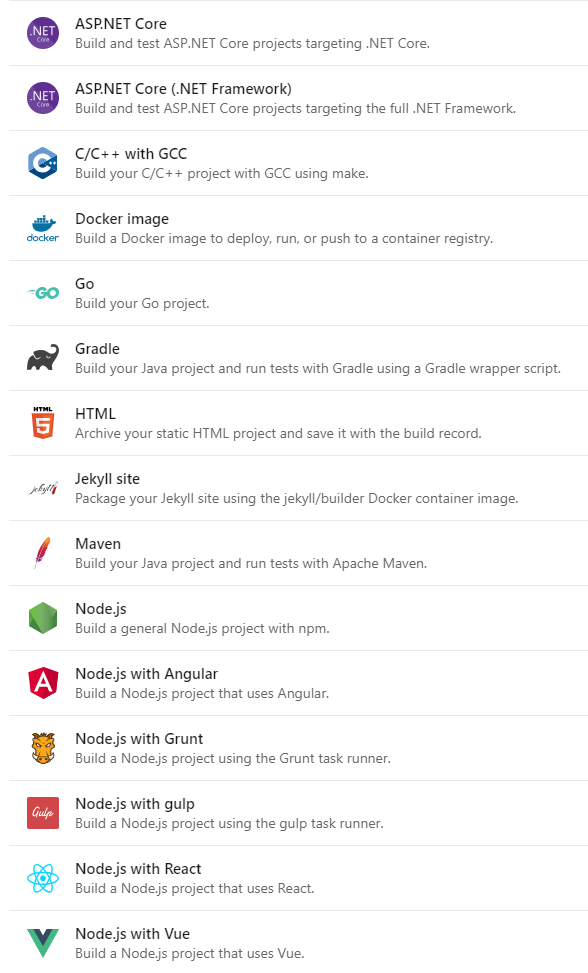 .NET
Core
ASP.NET Core
Build and test ASP.NET Core projects targeting .NET Core.
.NET
Core
ASP.NET Core (.NET Framework)
Build and test ASP.NET Core projects targeting the full .NET Framework.
C
C/C++ with GCC
Build your C/C++ project with GCC using make.
docker
Docker image
Build a Docker image to deploy, run, or push to a container registry.
GO
Go
Build your Go project.
Gradle
Build your Java project and run tests with Gradle using a Gradle wrapper script.
HTML
5
HTML
Archive your static HTML project and save it with the build record.
jekyll
Jekyll site
Package your Jekyll site using the jekyll/builder Docker container image.
Maven
Build your Java project and run tests with Apache Maven.
Node.js
Build a general Node.js project with npm.
A
Node.js with Angular
Build a Node.js project that uses Angular.
Node.js with Grunt
Build a Node.js project using the Grunt task runner.
Gulp
Node.js with gulp
Build a Node.js project using the gulp task runner.
Node.js with React
Build a Node.js project that uses React.
Node.js with Vue
Build a Node.js project that uses Vue.